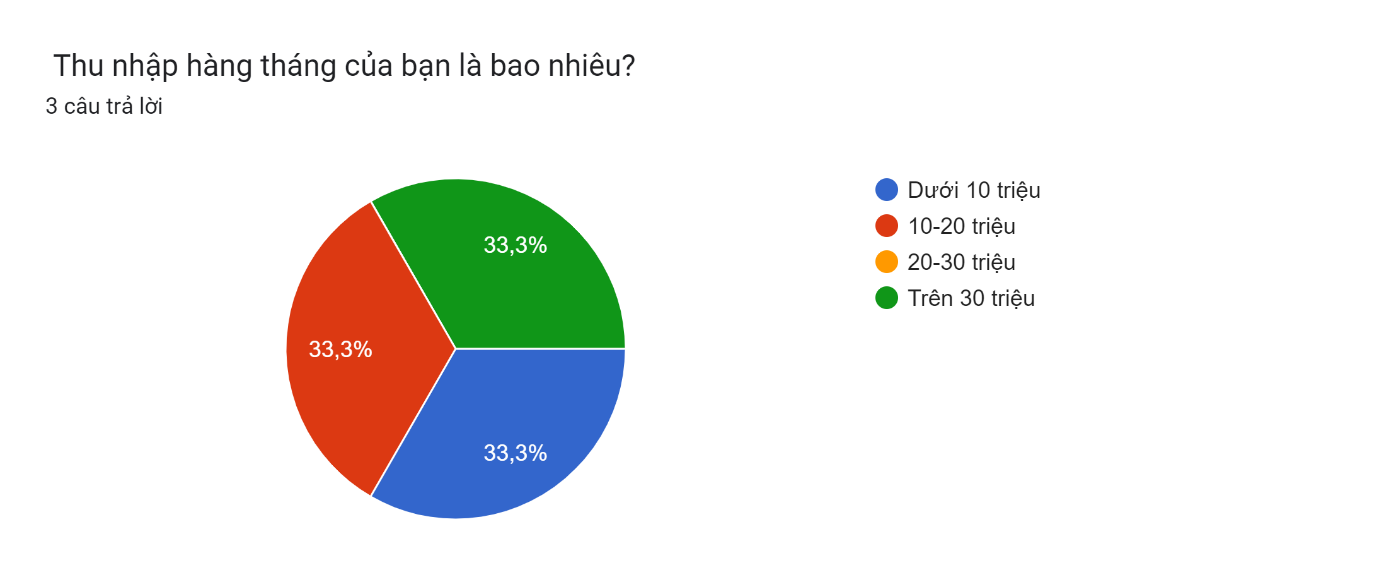 Thu nhập hàng tháng của bạn là bao nhiêu?
3 câu trả lời
33,3%
33,3%
33,3%
Dưới 10 triệu
10-20 triệu
20-30 triệu
Trên 30 triệu